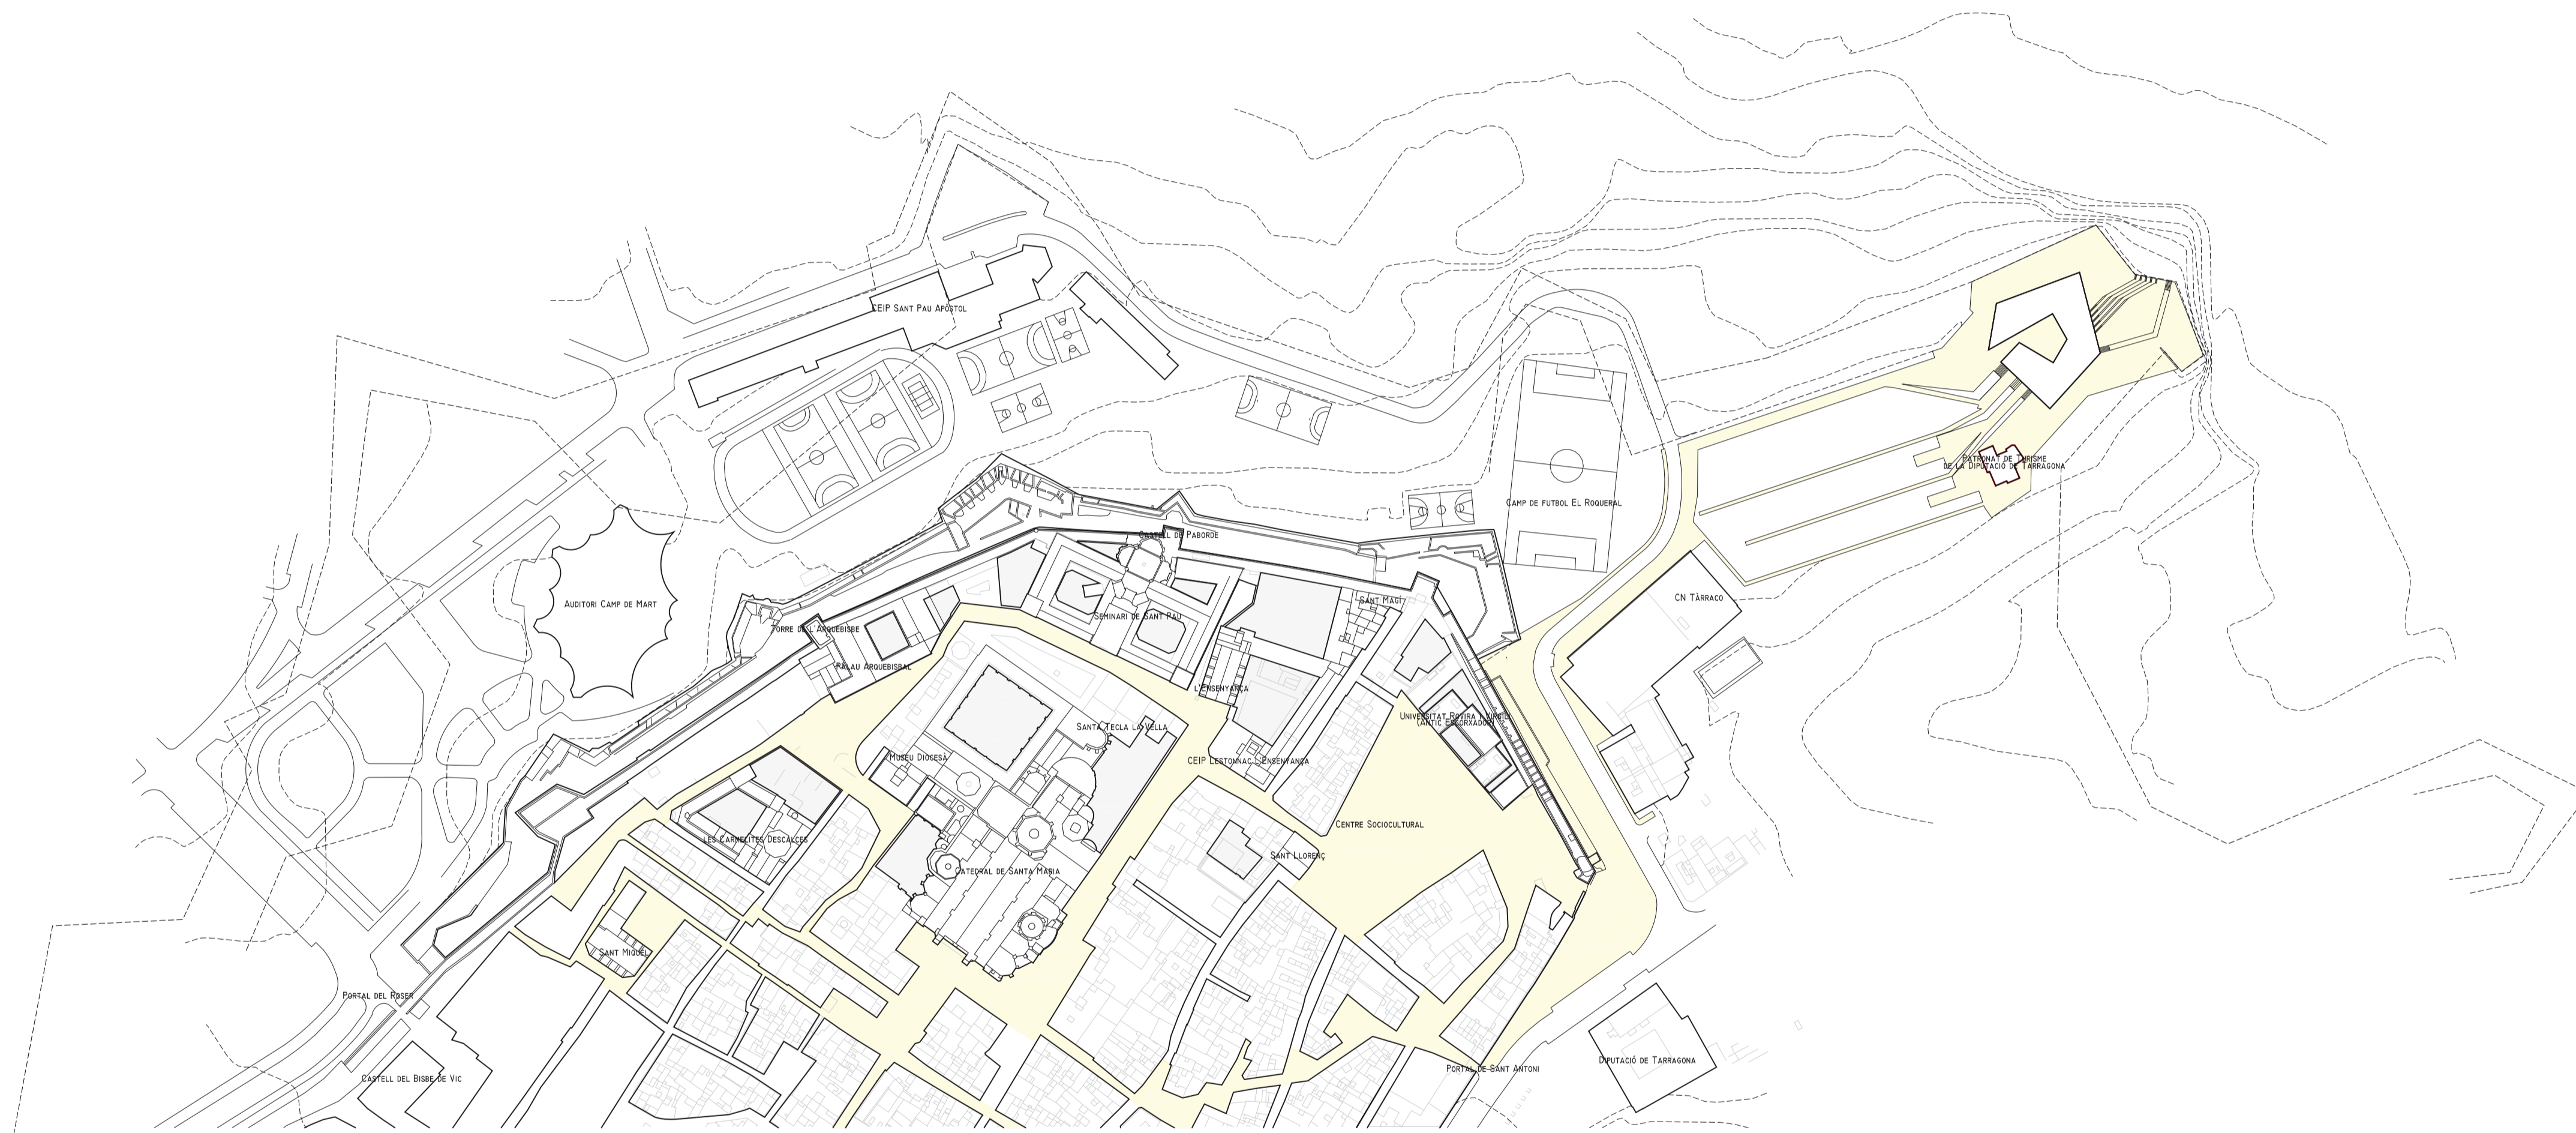 CEIP Sant Pau Apòstol
Patronat de Turisme
de la Diputació de Tarragona
Camp de futbol El Roqueral
Castell de Paborde
CN Tàrraco
Sant Magí
Auditori Camp de Mart
Seminari de Sant Pau
Torre de l'Arquebisbe
Palau Arquebisbal
L'Ensenyança
Universitat Rovira i Virgili
(Antic Escorxador)
Santa Tecla la Vella
Museu Diocesà
CEIP Lestonnac L'Ensenyança
Centre Sociocultural
Les Carmelites Descalces
Sant Llorenç
Catedral de Santa Maria
Sant Miquel
Portal del Roser
Diputació de Tarragona
Portal de Sant Antoni
Castell del Bisbe de Vic